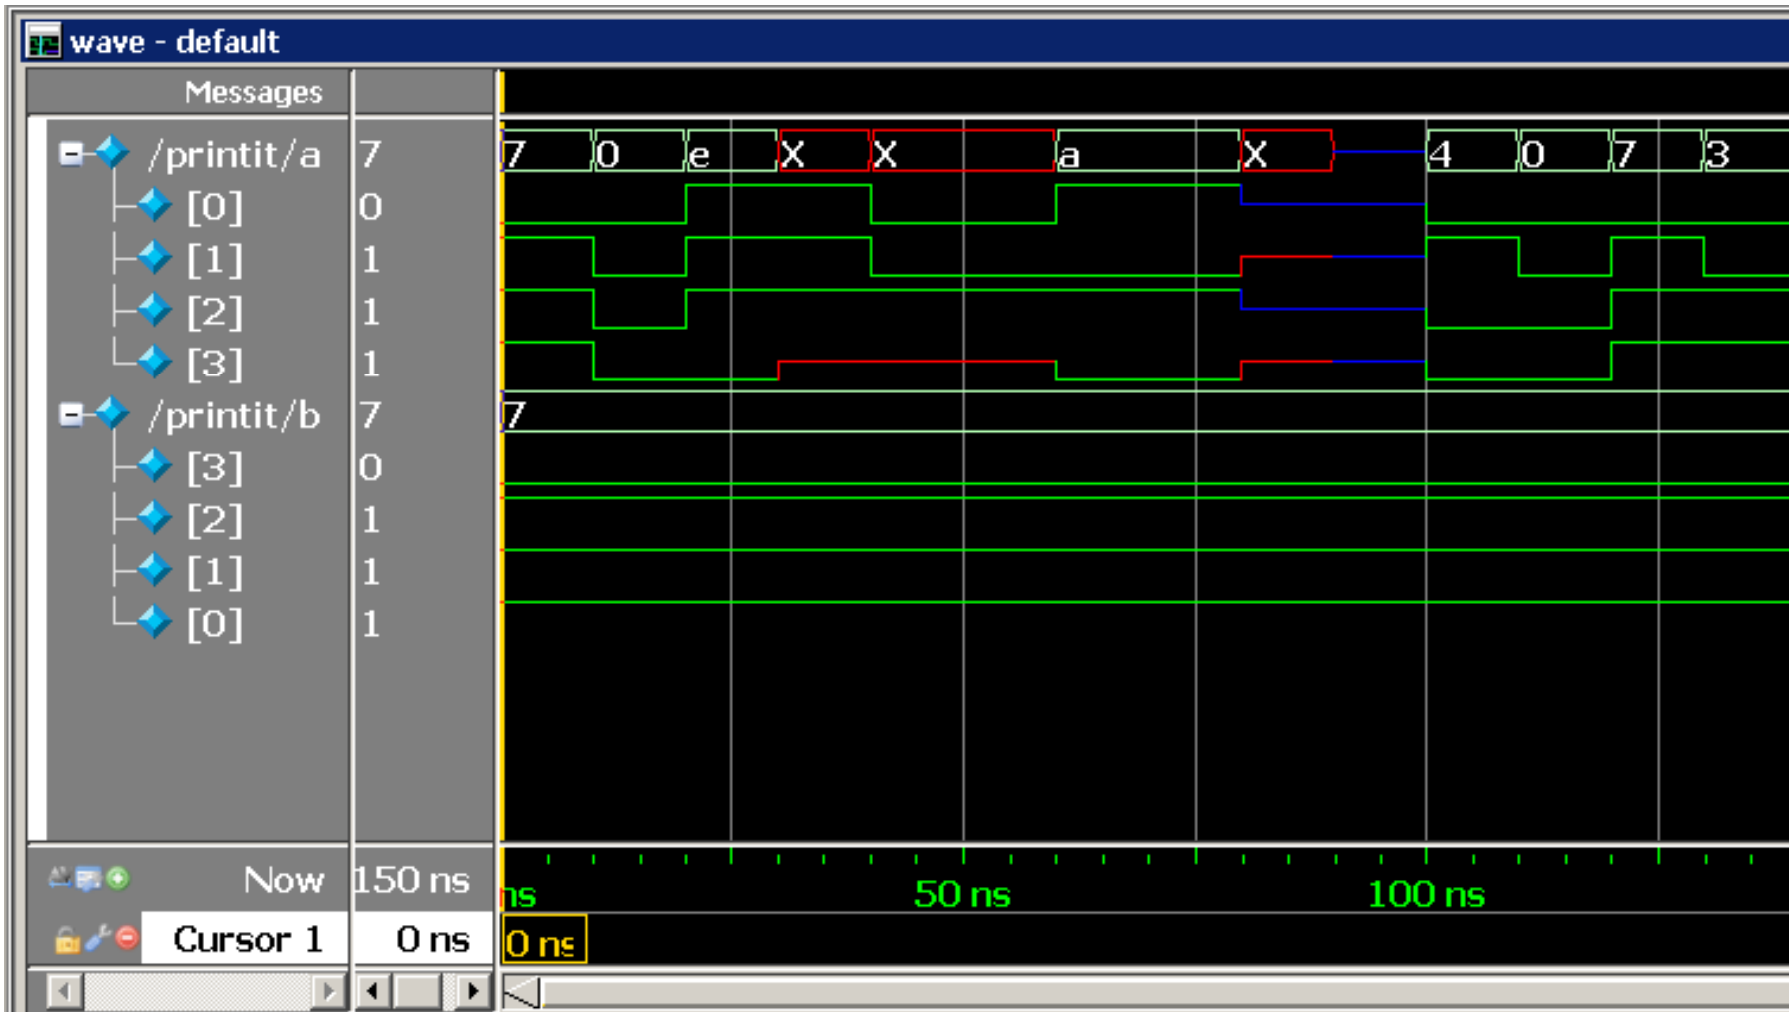 wave - default
Messages
/printit/a 7 7 0 e X X a X 4 0 7 3
[0] 0
[1] 1
[2] 1
[3] 1
/printit/b 7 7
[3] 0
[2] 1
[1] 1
[0] 1
Now 150 ns ns 50 ns 100 ns
Cursor 1 0 ns 0 ns